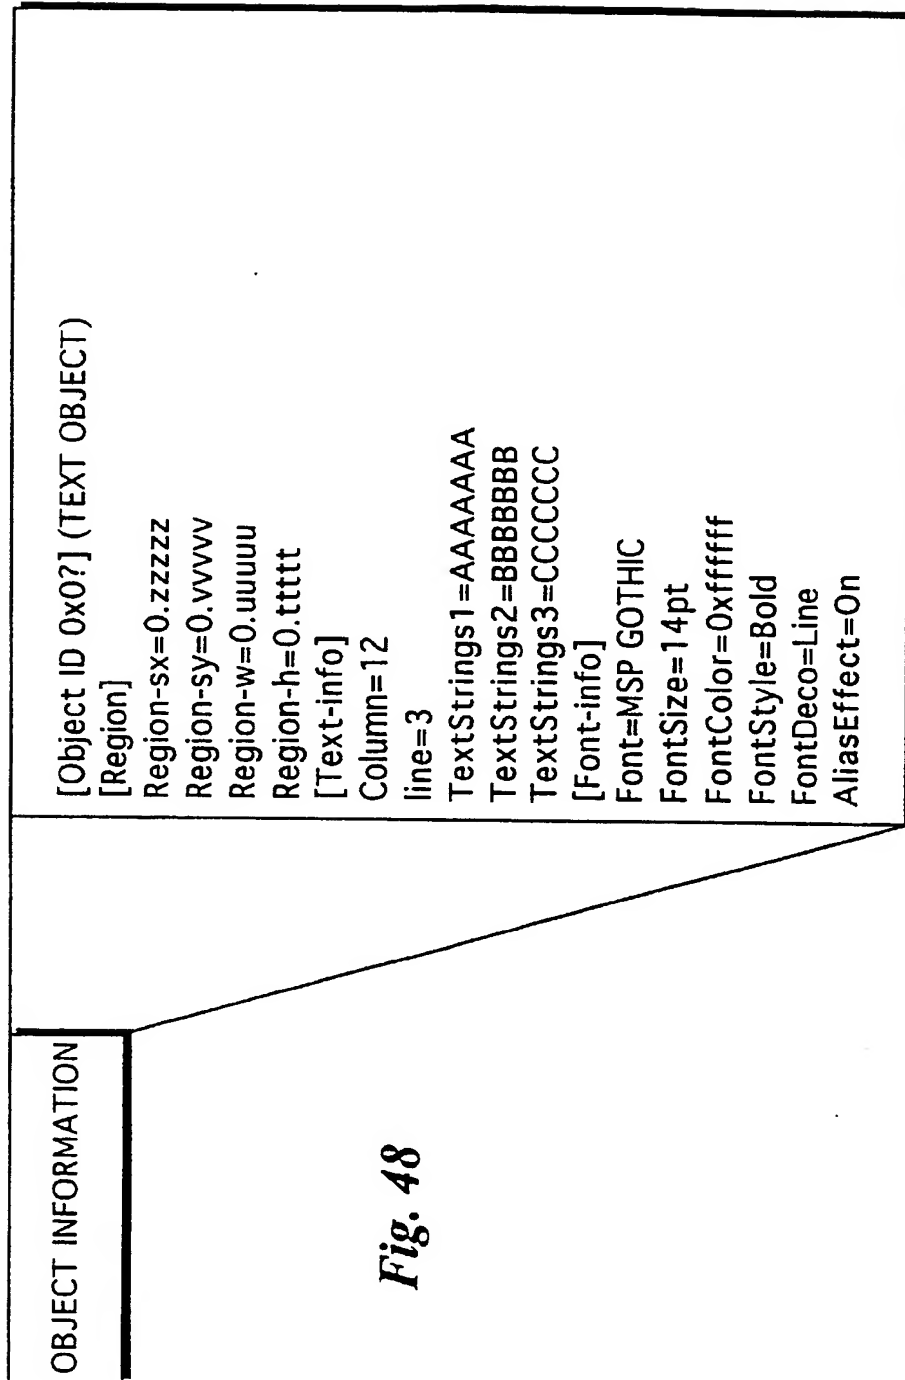 OBJECT INFORMATION
[Object ID 0x0?] (TEXT OBJECT)
[Region]
Region-sx=0.zzzzz
Region-sy=0.vvvvv
Region-w=0.uuuuu
Region-h=0.ttttt
[Text-info]
Column=12
line=3
TextStrings1=AAAAAAA
TextStrings2=BBBBBBB
TextStrings3=CCCCCCC
[Font-info]
Font=MSP GOTHIC
FontSize=14pt
FontColor=0xffffff
FontStyle=Bold
FontDeco=Line
AliasEffect=On
Fig. 48